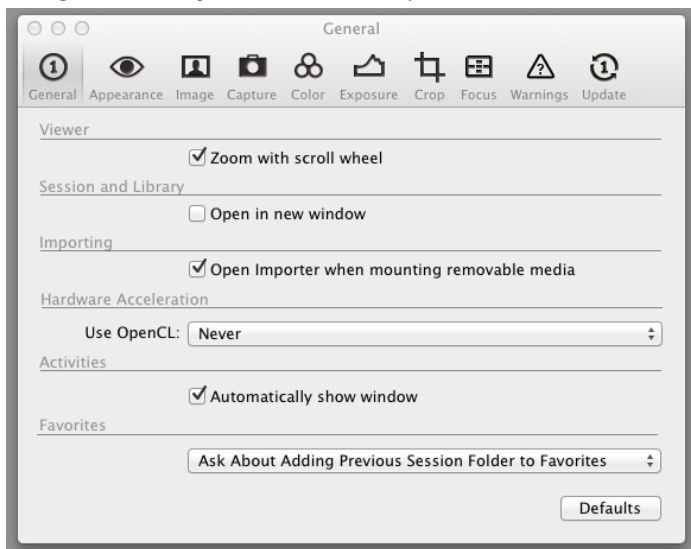 General
General Appearance Image Capture Color Exposure Crop Focus Warnings Update
Viewer
Zoom with scroll wheel
Session and Library
Open in new window
Importing
Open Importer when mounting removable media
Hardware Acceleration
Use OpenCL: Never
Activities
Automatically show window
Favorites
Ask About Adding Previous Session Folder to Favorites
Defaults